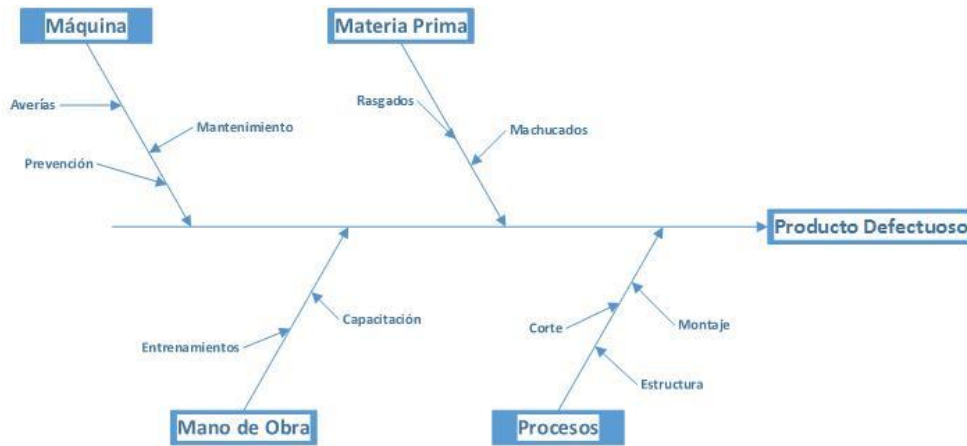 Máquina
Materia Prima
Averías
Rasgados
Mantenimiento
Machucados
Prevención
Producto Defectuoso
Capacitación
Corte
Montaje
Entrenamientos
Estructura
Mano de Obra
Procesos